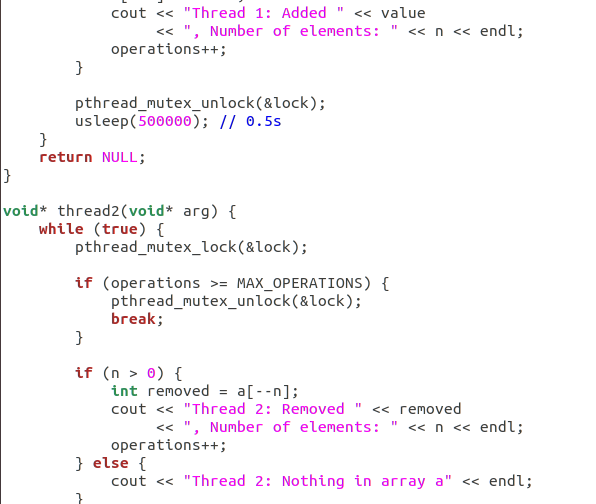 cout << "Thread 1: Added " << value
                 << ", Number of elements: " << n << endl;
            operations++;
        }

        pthread_mutex_unlock(&lock);
        usleep(500000); // 0.5s
    }
    return NULL;
}

void* thread2(void* arg) {
    while (true) {
        pthread_mutex_lock(&lock);

        if (operations >= MAX_OPERATIONS) {
            pthread_mutex_unlock(&lock);
            break;
        }

        if (n > 0) {
            int removed = a[--n];
            cout << "Thread 2: Removed " << removed
                 << ", Number of elements: " << n << endl;
            operations++;
        } else {
            cout << "Thread 2: Nothing in array a" << endl;
        }